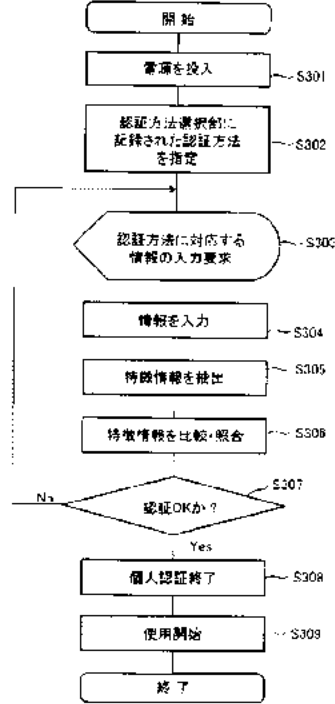 開始
電源を投入
S301
認証方法選択部に
記録された認証方法
を指定
S302
認証方法に対応する
情報の入力要求
S303
情報を入力
S304
特徴情報を抽出
S305
特徴情報を比較・照合
S306
認証OKか?
S307
No
Yes
個人認証終了
S308
使用開始
S309
終了